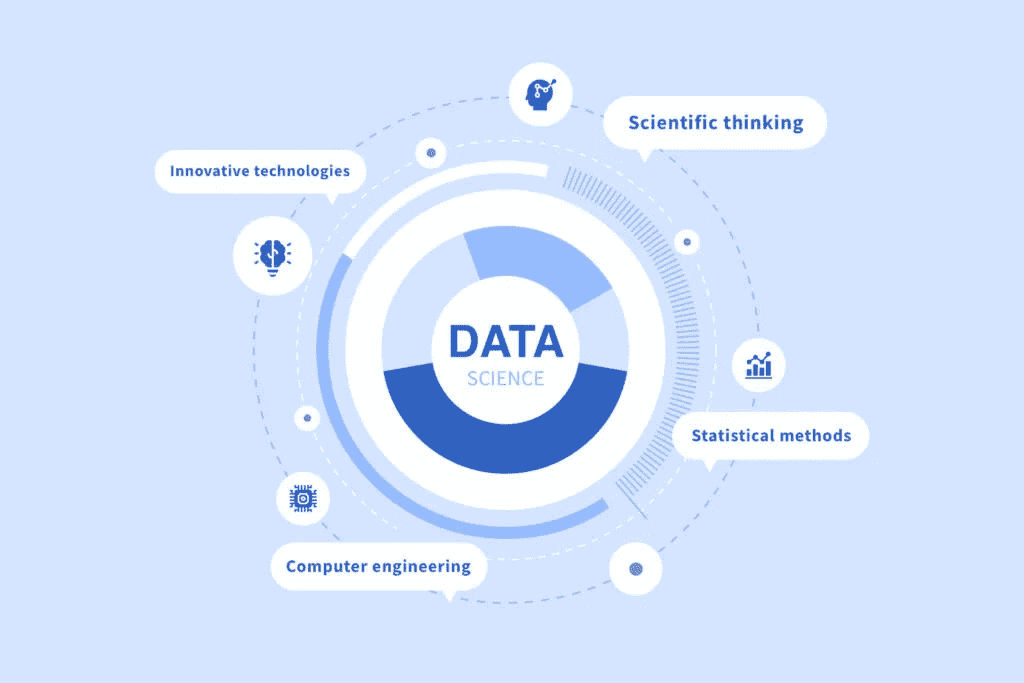 Scientific thinking
Innovative technologies
DATA
SCIENCE
Statistical methods
Computer engineering